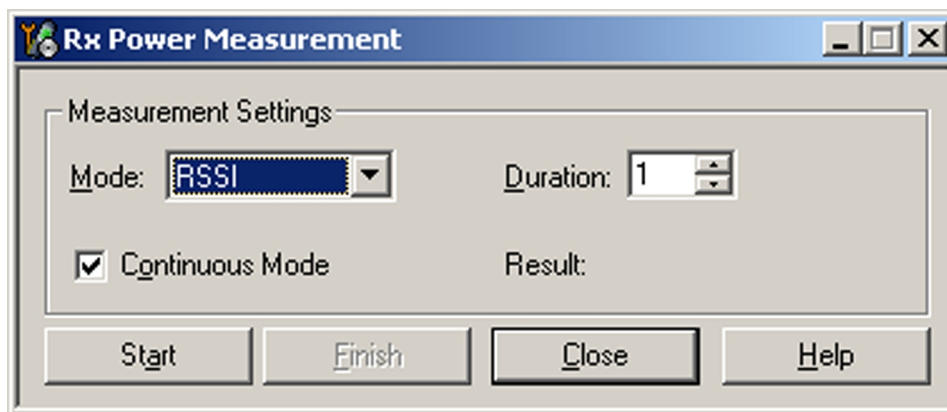 Rx Power Measurement
Measurement Settings
Mode: RSSI Duration: 1
Continuous Mode Result:
Start Finish Close Help